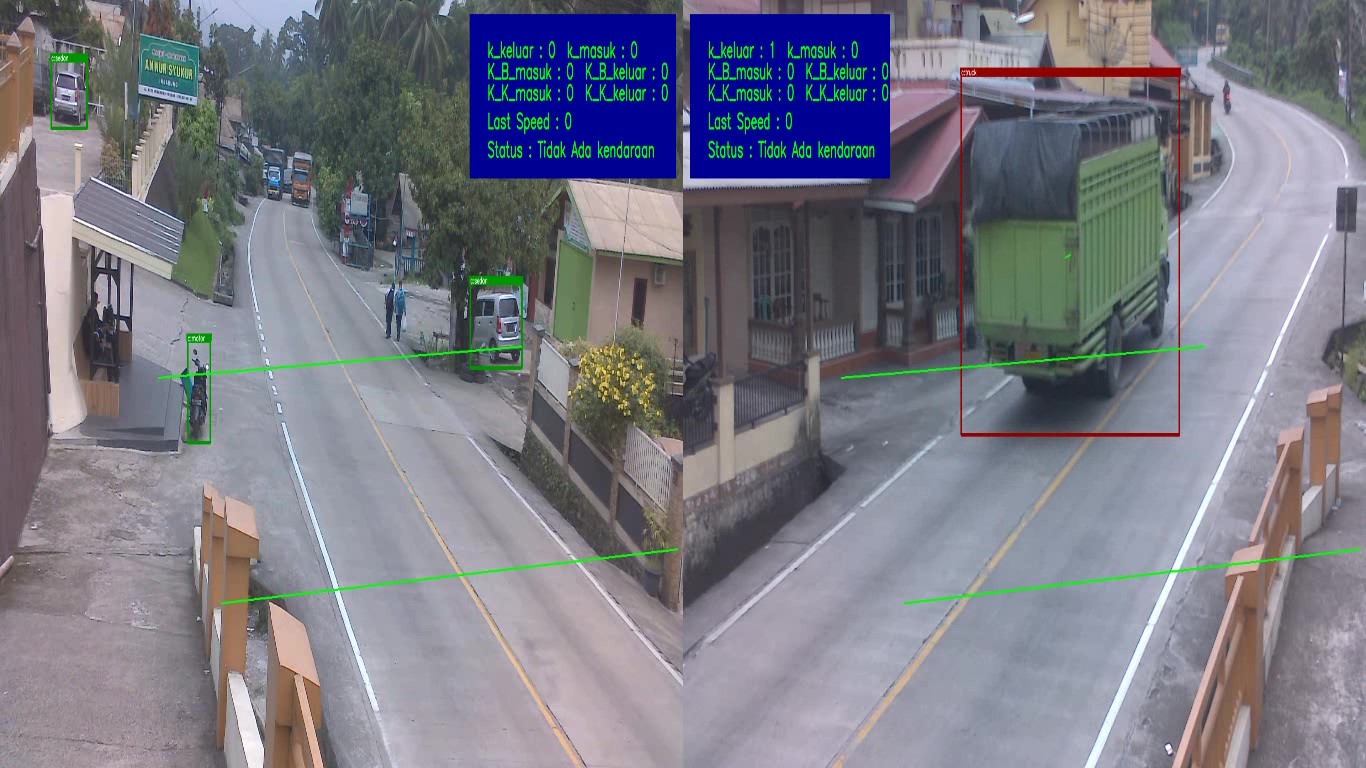 k_keluar : 0 k_masuk : 0
K_B_masuk : 0 K_B_keluar : 0
K_K_masuk : 0 K_K_keluar : 0
Last Speed : 0
Status : Tidak Ada kendaraan
k_keluar : 1 k_masuk : 0
K_B_masuk : 0 K_B_keluar : 0
K_K_masuk : 0 K_K_keluar : 0
Last Speed : 0
Status : Tidak Ada kendaraan
ANNUR SYUKUR